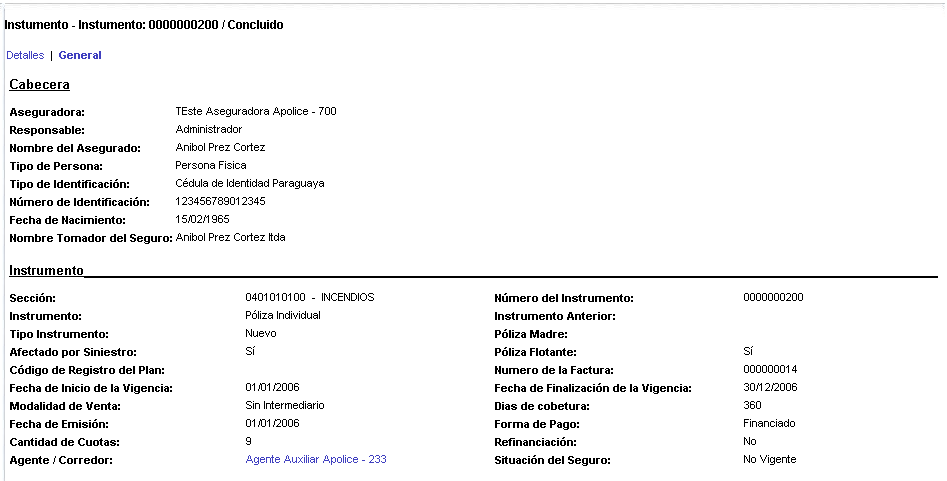 Instumento - Instumento: 0000000200 / Concluido
Detalles | General
Cabecera
Aseguradora: TEste Aseguradora Apolice - 700
Responsable: Administrador
Nombre del Asegurado: Anibol Prez Cortez
Tipo de Persona: Persona Fisica
Tipo de Identificación: Cédula de Identidad Paraguaya
Número de Identificación: 123456789012345
Fecha de Nacimiento: 15/02/1965
Nombre Tomador del Seguro: Anibol Prez Cortez ltda
Instrumento
Sección: 0401010100 - INCENDIOS Número del Instrumento: 0000000200
Instrumento: Póliza Individual Instrumento Anterior:
Tipo Instrumento: Nuevo Póliza Madre:
Afectado por Siniestro: Sí Póliza Flotante: Sí
Código de Registro del Plan: Numero de la Factura: 000000014
Fecha de Inicio de la Vigencia: 01/01/2006 Fecha de Finalización de la Vigencia: 30/12/2006
Modalidad de Venta: Sin Intermediario Dias de cobetura: 360
Fecha de Emisión: 01/01/2006 Forma de Pago: Financiado
Cantidad de Cuotas: 9 Refinanciación: No
Agente / Corredor: Agente Auxiliar Apolice - 233 Situación del Seguro: No Vigente